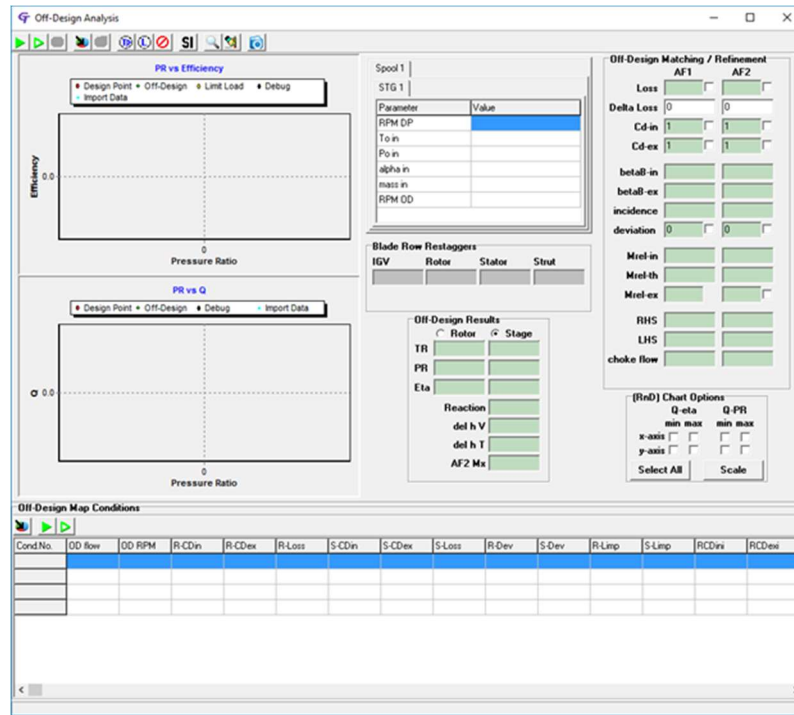 Off-Design Analysis
SI
PR vs Efficiency
Design Point Off-Design Limit Load Debug
Import Data
Efficiency
0.0
0
Pressure Ratio
PR vs Q
Design Point Off-Design Debug Import Data
Q
0.0
0
Pressure Ratio
Spool 1
STG 1
Parameter Value
RPM DP
To in
Po in
alpha in
mass in
RPM OD
Blade Row Restaggers
IGV Rotor Stator Strut
Off-Design Results
Rotor Stage
TR
PR
Eta
Reaction
del h V
del h T
AF2 Mx
Off-Design Matching / Refinement
AF1 AF2
Loss
Delta Loss 0 0
Cd-in 1 1
Cd-ex 1 1
betaB-in
betaB-ex
incidence
deviation 0 0
Mrel-in
Mrel-th
Mrel-ex
RHS
LHS
choke flow
(RnD) Chart Options
Q-eta Q-PR
min max min max
x-axis
y-axis
Select All Scale
Off-Design Map Conditions
Cond.No. OD flow OD RPM R-CDin R-CDex R-Loss S-CDin S-CDex S-Loss R-Dev S-Dev R-Limp S-Limp RCDini RCDexi